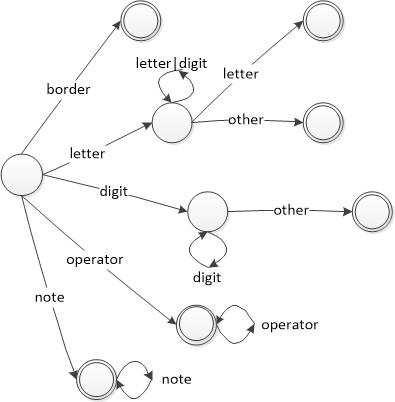 letter|digit
letter
border
other
letter
digit
other
operator
digit
note
operator
note